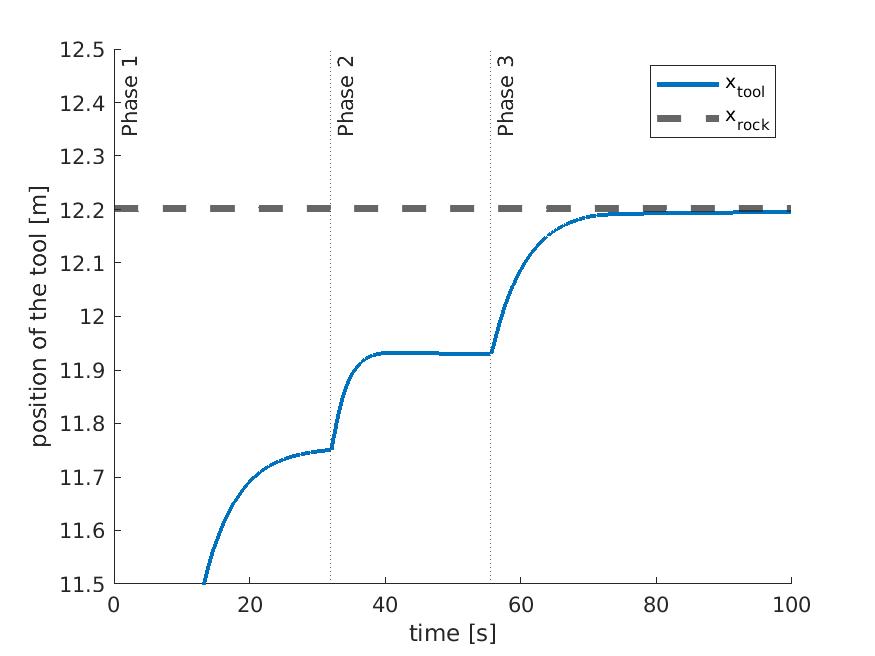 Phase 1
Phase 2
Phase 3
x_tool
x_rock
12.5
12.4
12.3
12.2
12.1
12
11.9
11.8
11.7
11.6
11.5
position of the tool [m]
0 20 40 60 80 100
time [s]